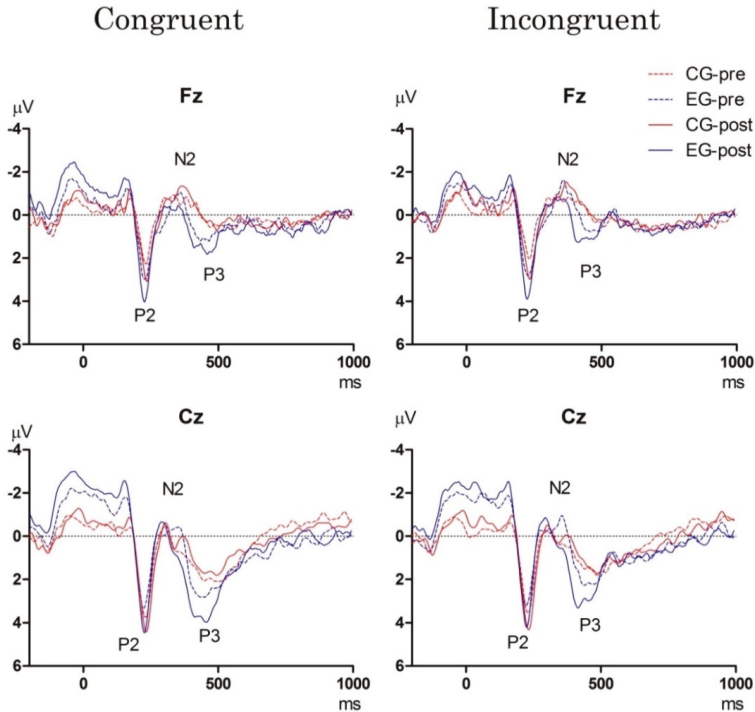 Congruent
Incongruent
CG-pre
EG-pre
CG-post
EG-post
Fz
μV
-4
-2
0
2
4
6
N2
P2
P3
0
500
1000
ms
Fz
μV
-4
-2
0
2
4
6
N2
P2
P3
0
500
1000
ms
Cz
μV
-4
-2
0
2
4
6
N2
P2
P3
0
500
1000
ms
Cz
μV
-4
-2
0
2
4
6
N2
P2
P3
0
500
1000
ms